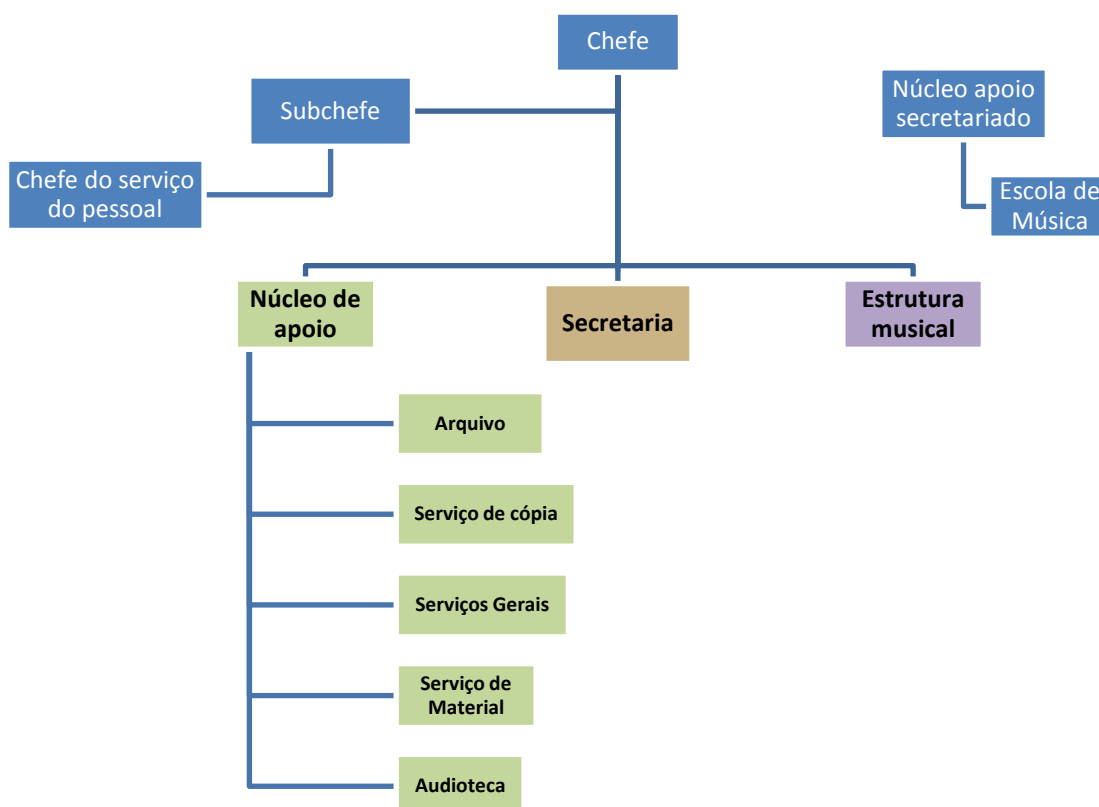 Chefe
Subchefe
Núcleo apoio
secretariado
Chefe do serviço
do pessoal
Escola de
Música
Núcleo de
apoio
Secretaria
Estrutura
musical
Arquivo
Serviço de cópia
Serviços Gerais
Serviço de
Material
Audioteca